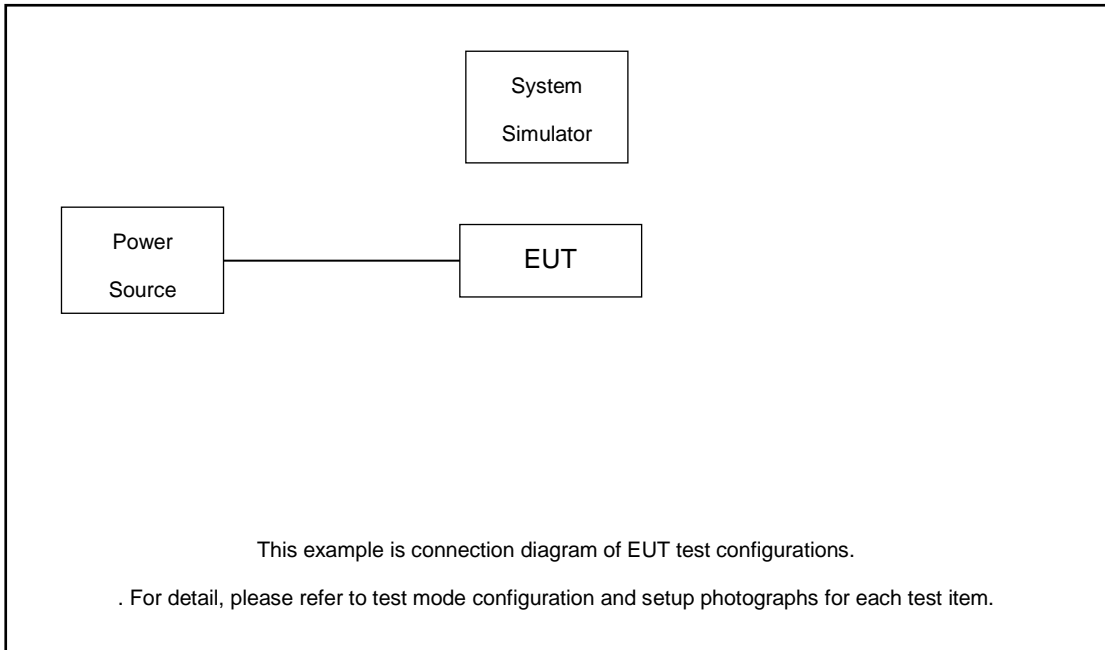 System
Simulator
Power
Source
EUT
This example is connection diagram of EUT test configurations.
. For detail, please refer to test mode configuration and setup photographs for each test item.